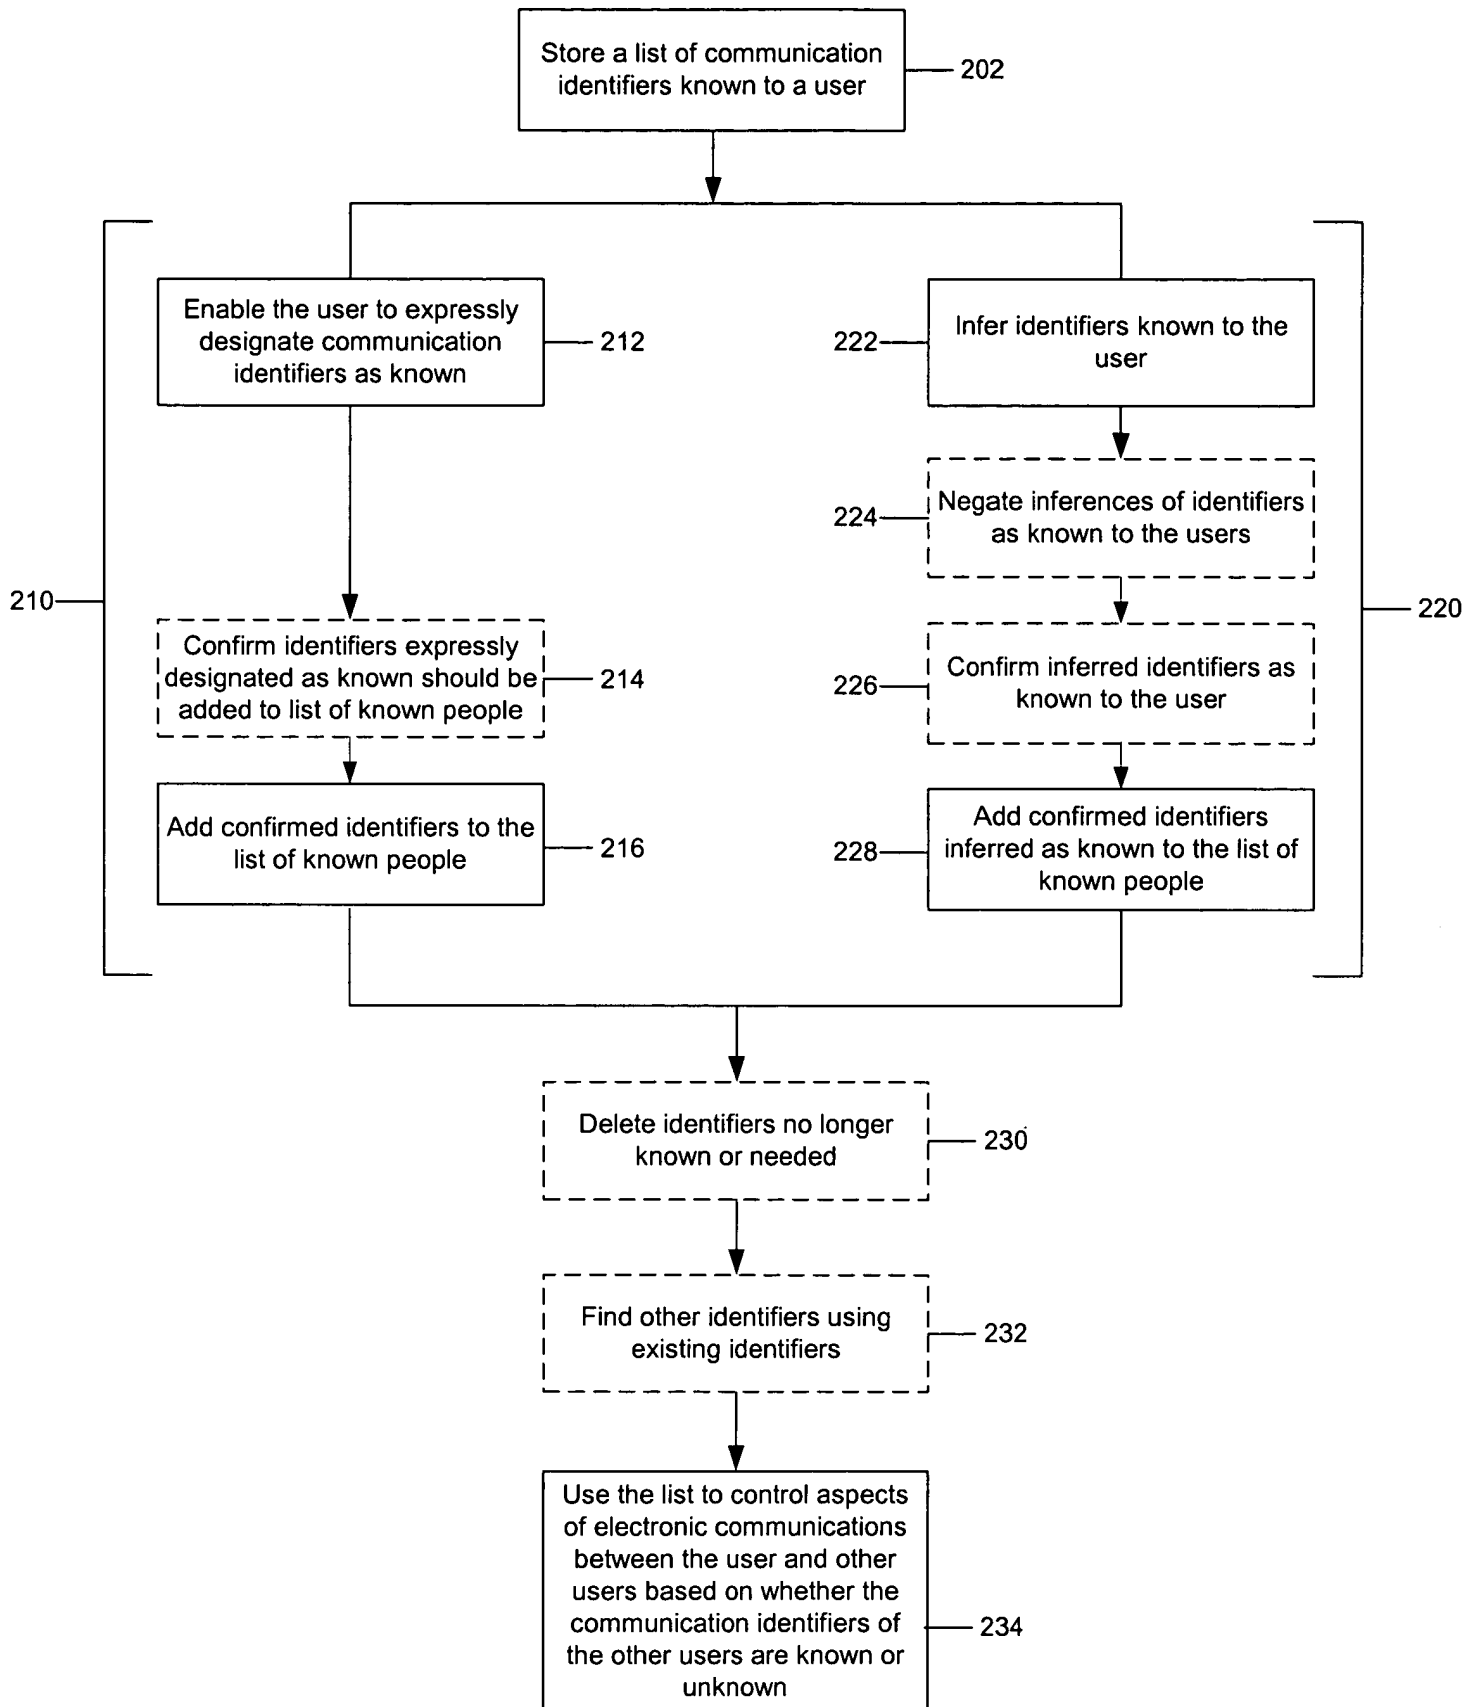 Store a list of communication
identifiers known to a user
202
Enable the user to expressly
designate communication
identifiers as known
212
222
Infer identifiers known to the
user
224
Negate inferences of identifiers
as known to the users
210
220
Confirm identifiers expressly
designated as known should be
added to list of known people
214
226
Confirm inferred identifiers as
known to the user
Add confirmed identifiers to the
list of known people
216
228
Add confirmed identifiers
inferred as known to the list of
known people
Delete identifiers no longer
known or needed
230
Find other identifiers using
existing identifiers
232
Use the list to control aspects
of electronic communications
between the user and other
users based on whether the
communication identifiers of
the other users are known or
unknown
234